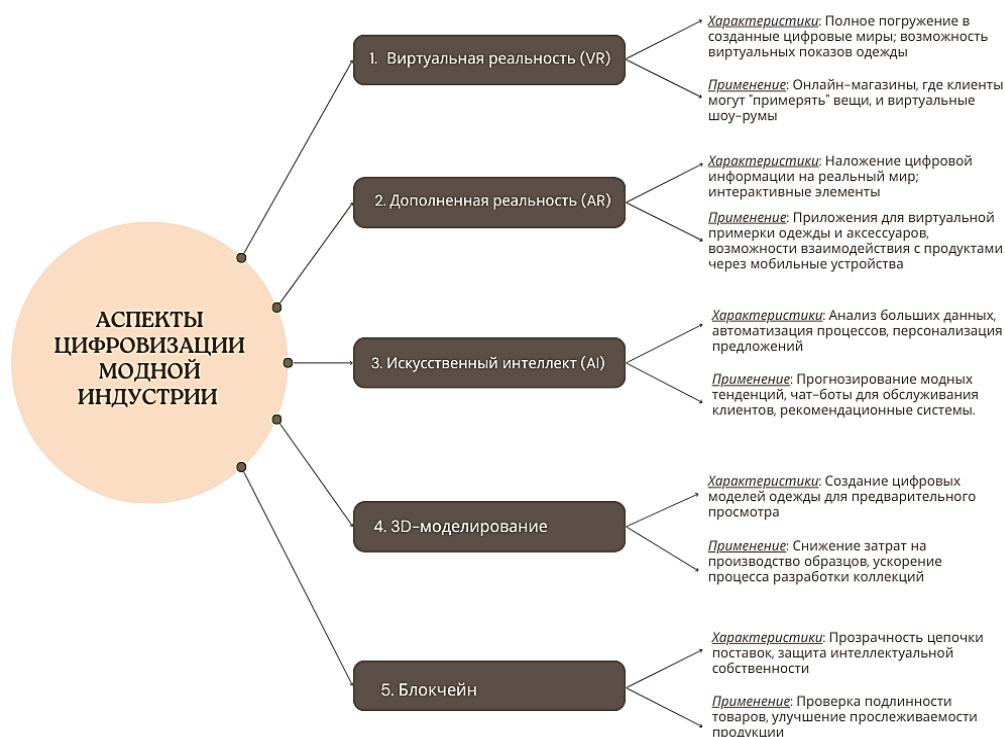 АСПЕКТЫ
ЦИФРОВИЗАЦИИ
МОДНОЙ
ИНДУСТРИИ
1. Виртуальная реальность (VR)
Характеристики: Полное погружение в
созданные цифровые миры; возможность
виртуальных показов одежды
Применение: Онлайн-магазины, где клиенты
могут "примерять" вещи, и виртуальные
шоу-румы
2. Дополненная реальность (AR)
Характеристики: Наложение цифровой
информации на реальный мир;
интерактивные элементы
Применение: Приложения для виртуальной
примерки одежды и аксессуаров,
возможности взаимодействия с продуктами
через мобильные устройства
3. Искусственный интеллект (AI)
Характеристики: Анализ больших данных,
автоматизация процессов, персонализация
предложений
Применение: Прогнозирование модных
тенденций, чат-боты для обслуживания
клиентов, рекомендационные системы.
4. 3D-моделирование
Характеристики: Создание цифровых
моделей одежды для предварительного
просмотра
Применение: Снижение затрат на
производство образцов, ускорение
процесса разработки коллекций
5. Блокчейн
Характеристики: Прозрачность цепочки
поставок, защита интеллектуальной
собственности
Применение: Проверка подлинности
товаров, улучшение прослеживаемости
продукции